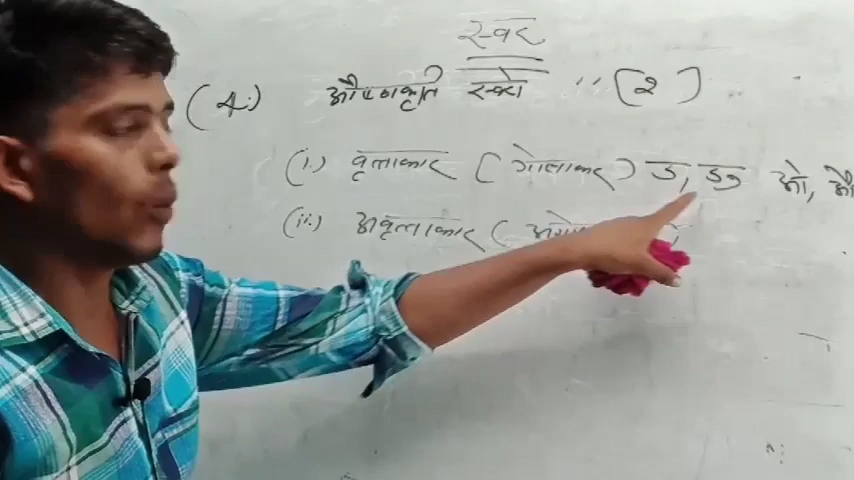 स्वर
(4.) ओष्ठाकृति स्वरो :: (2)
(i.) वृत्ताकार (गोलाकार) उ, ऊ ओ, औ
(ii.) अवृत्ताकार (